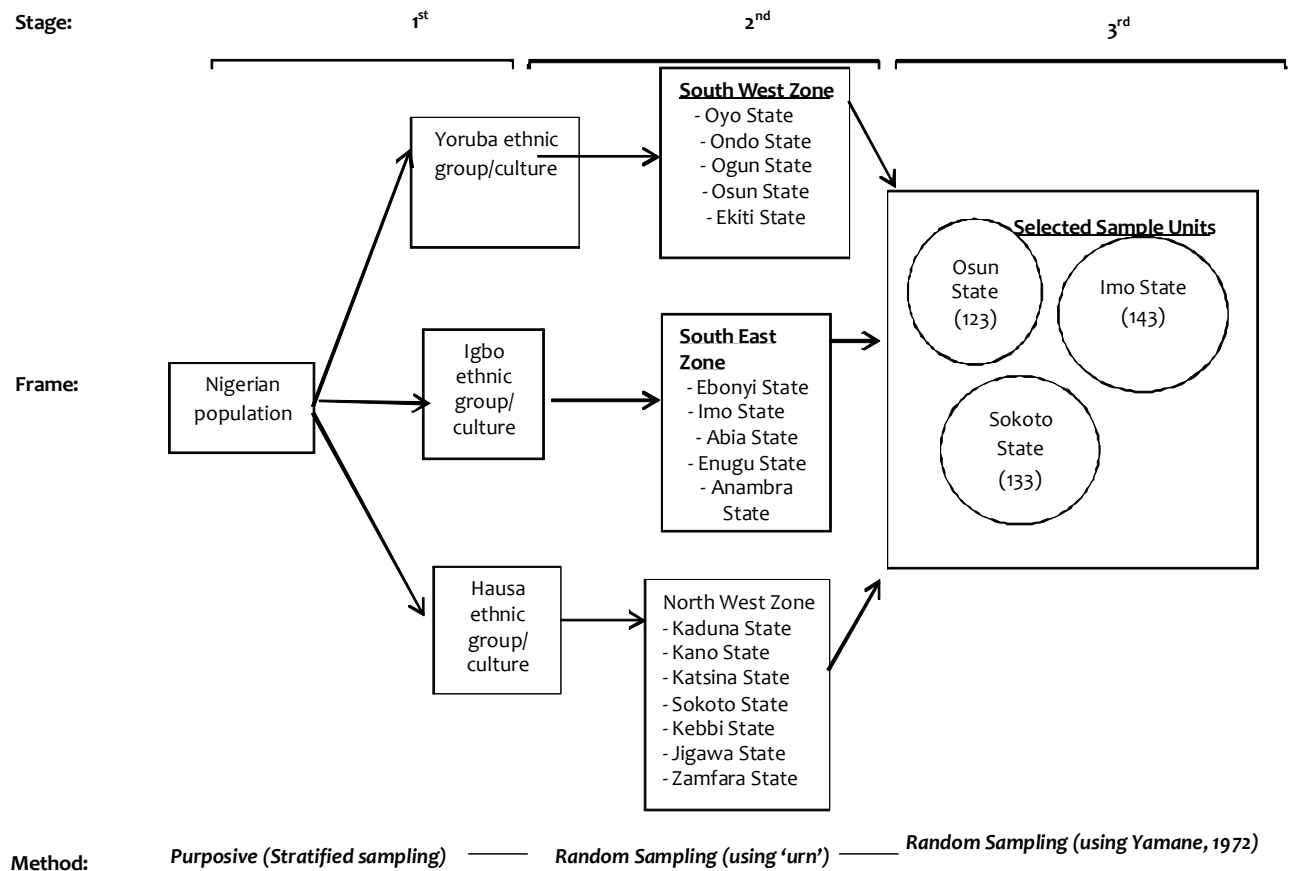 Stage:
1st
2nd
3rd
South West Zone
- Oyo State
- Ondo State
- Ogun State
- Osun State
- Ekiti State
Yoruba ethnic
group/culture
Selected Sample Units
Osun
State
(123)
Imo State
(143)
Sokoto
State
(133)
Frame:
Nigerian
population
Igbo
ethnic
group/
culture
South East
Zone
- Ebonyi State
- Imo State
- Abia State
- Enugu State
- Anambra
State
Hausa
ethnic
group/
culture
North West Zone
- Kaduna State
- Kano State
- Katsina State
- Sokoto State
- Kebbi State
- Jigawa State
- Zamfara State
Method:
Purposive (Stratified sampling)
Random Sampling (using ‘urn’)
Random Sampling (using Yamane, 1972)